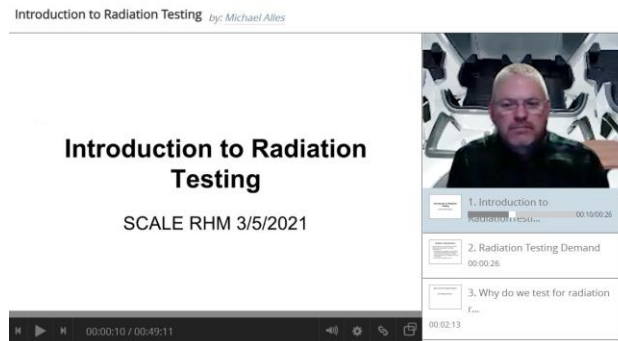 Introduction to Radiation Testing by: Michael Alles
Introduction to Radiation
Testing
SCALE RHM 3/5/2021
1. Introduction to
RadiationTesti...
00:10/00:26
2. Radiation Testing Demand
00:00:26
3. Why do we test for radiation
r...
00:02:13
00:00:10 / 00:49:11